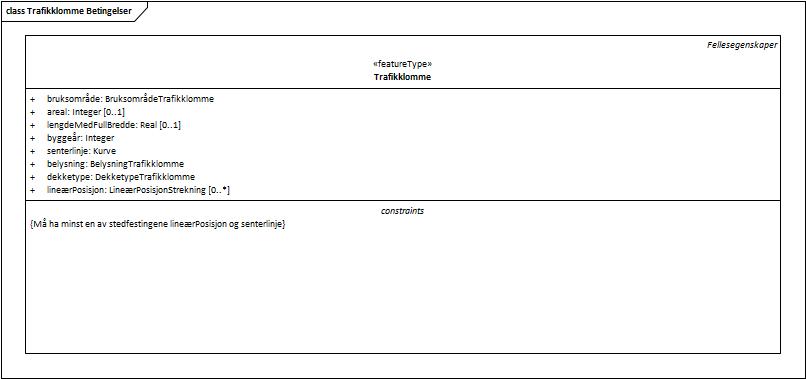 class Trafikklomme Betingelser
Fellesegenskaper
«featureType»
Trafikklomme
+ bruksområde: BruksområdeTrafikklomme
+ areal: Integer [0..1]
+ lengdeMedFullBredde: Real [0..1]
+ byggeår: Integer
+ senterlinje: Kurve
+ belysning: BelysningTrafikklomme
+ dekketype: DekketypeTrafikklomme
+ lineærPosisjon: LineærPosisjonStrekning [0..*]
constraints
{Må ha minst en av stedfestingene lineærPosisjon og senterlinje}